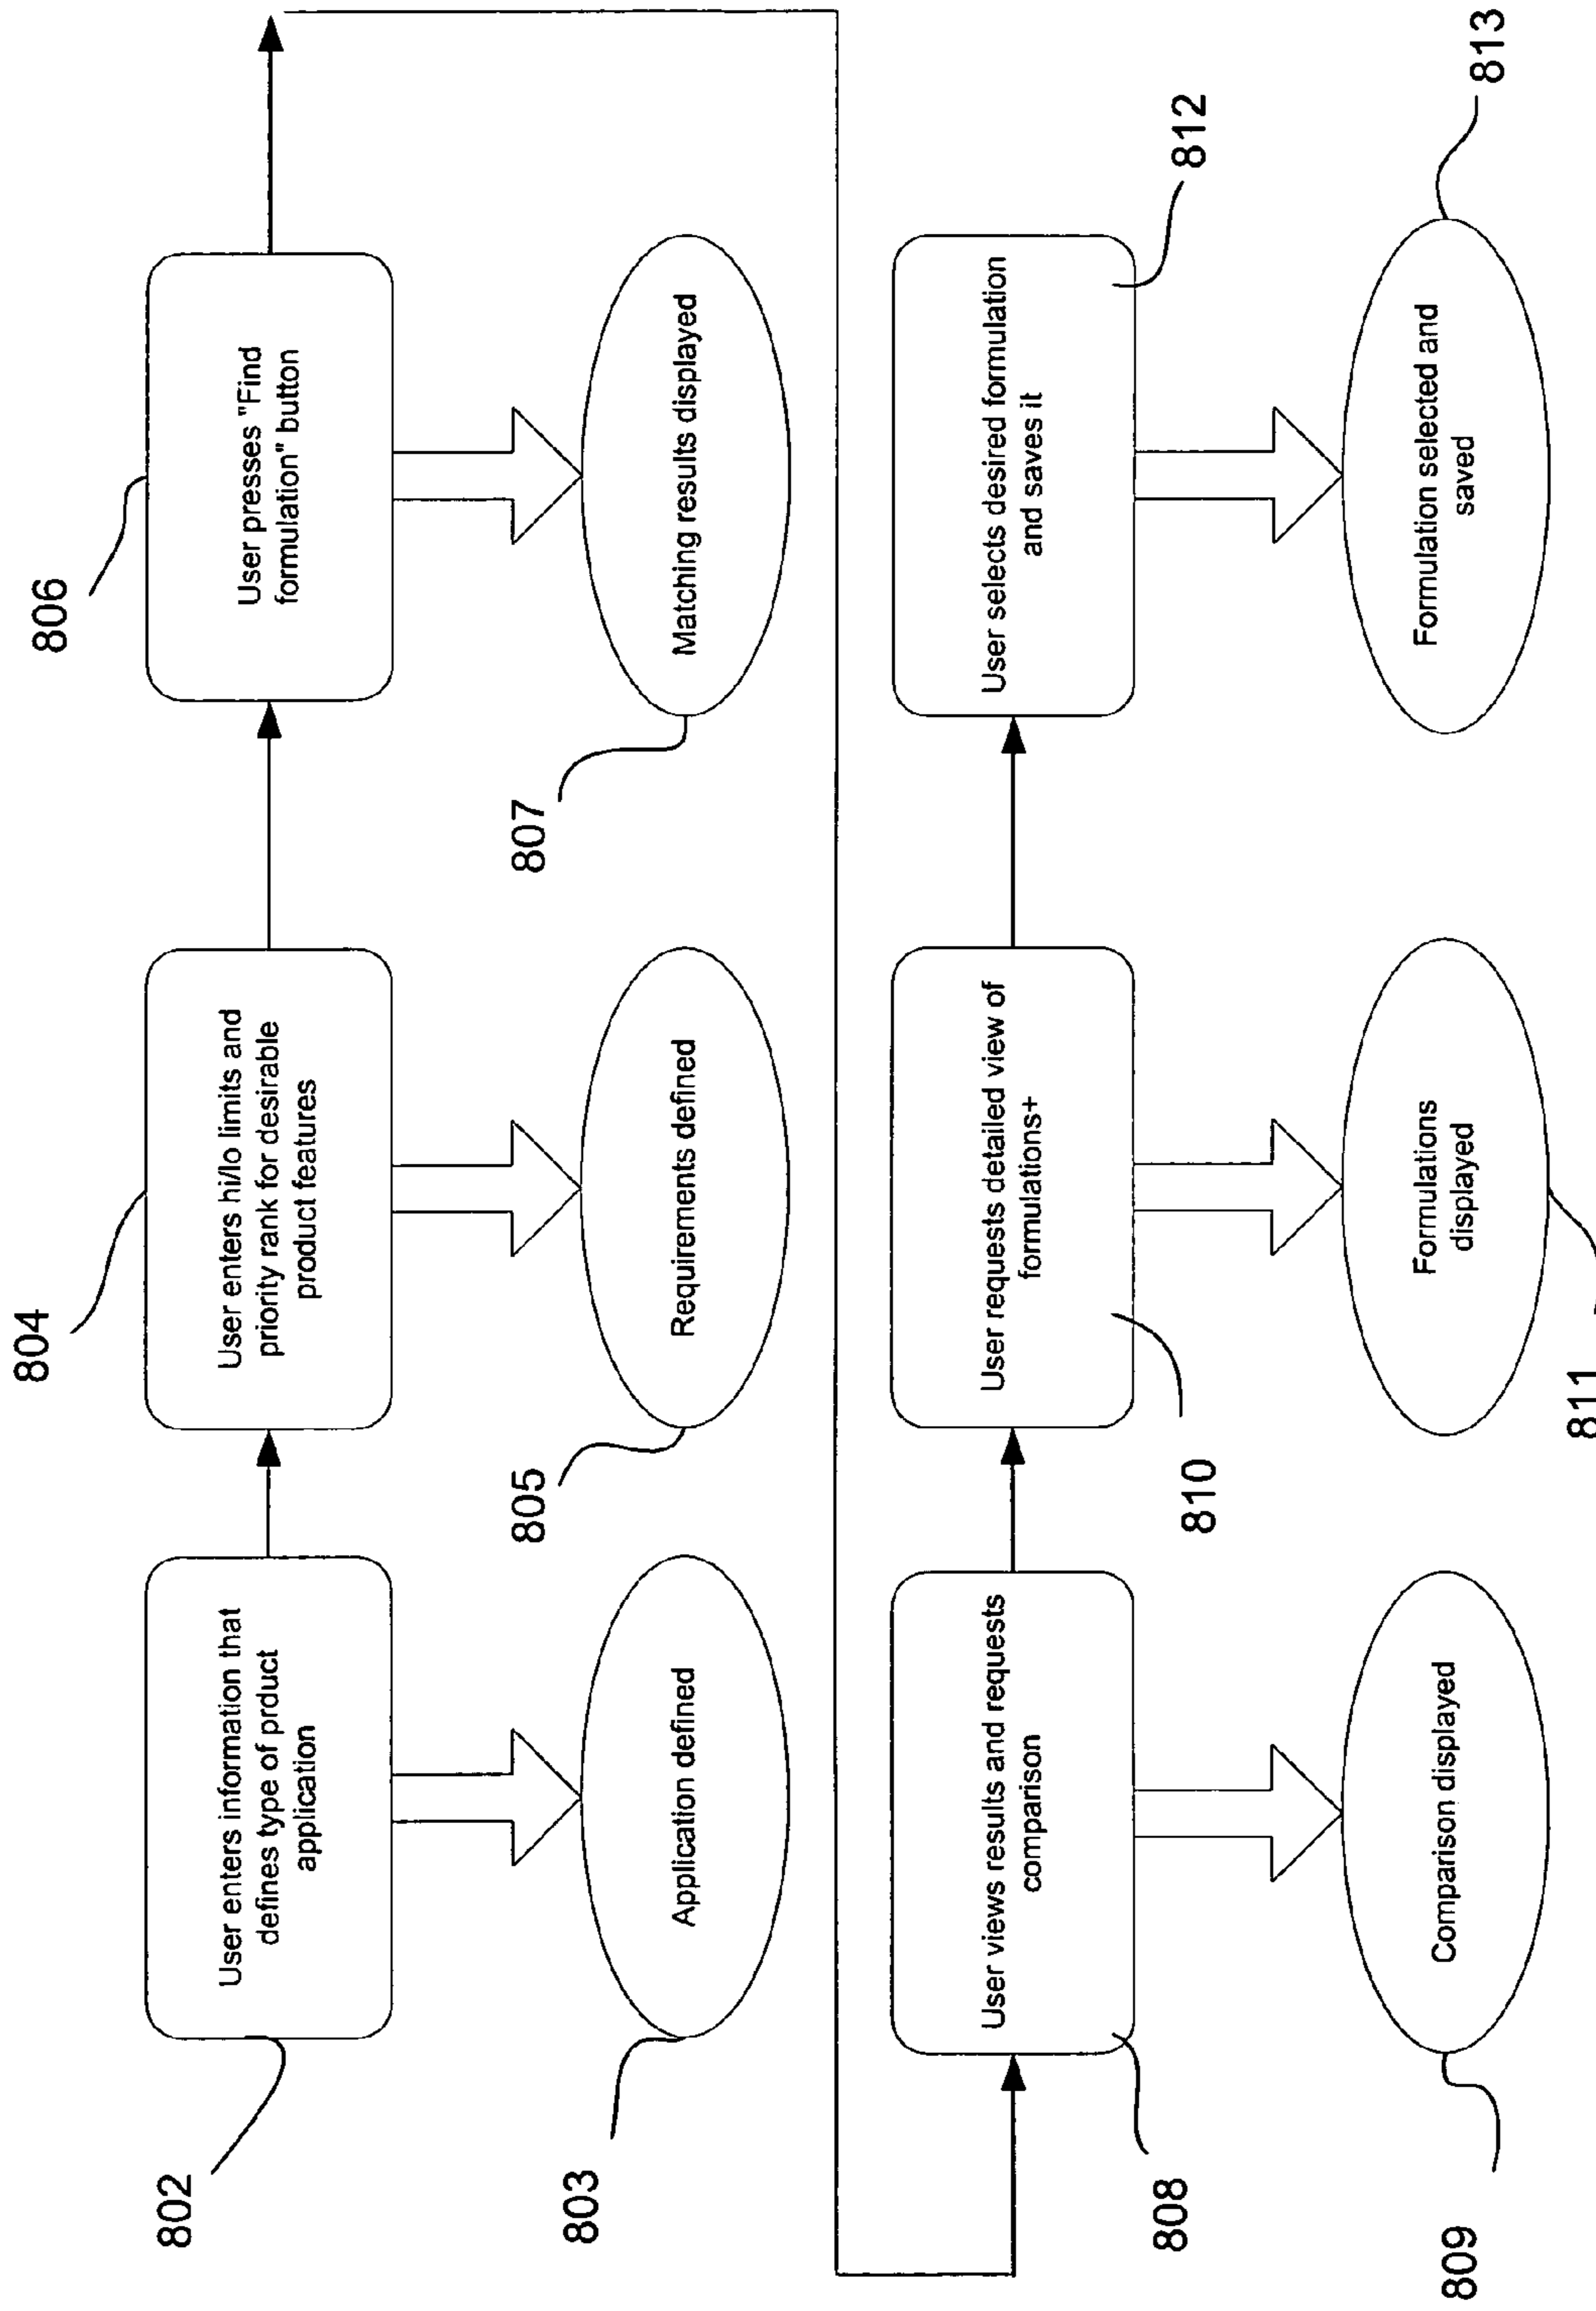 802
User enters information that
defines type of prduct
application
803
Application defined
804
User enters hi/lo limits and
priority rank for desirable
product features
805
Requirements defined
806
User presses "Find
formulation" button
807
Matching results displayed
808
User views results and requests
comparison
809
Comparison displayed
810
User requests detailed view of
formulations+
811
Formulations
displayed
812
User selects desired formulation
and saves it
813
Formulation selected and
saved